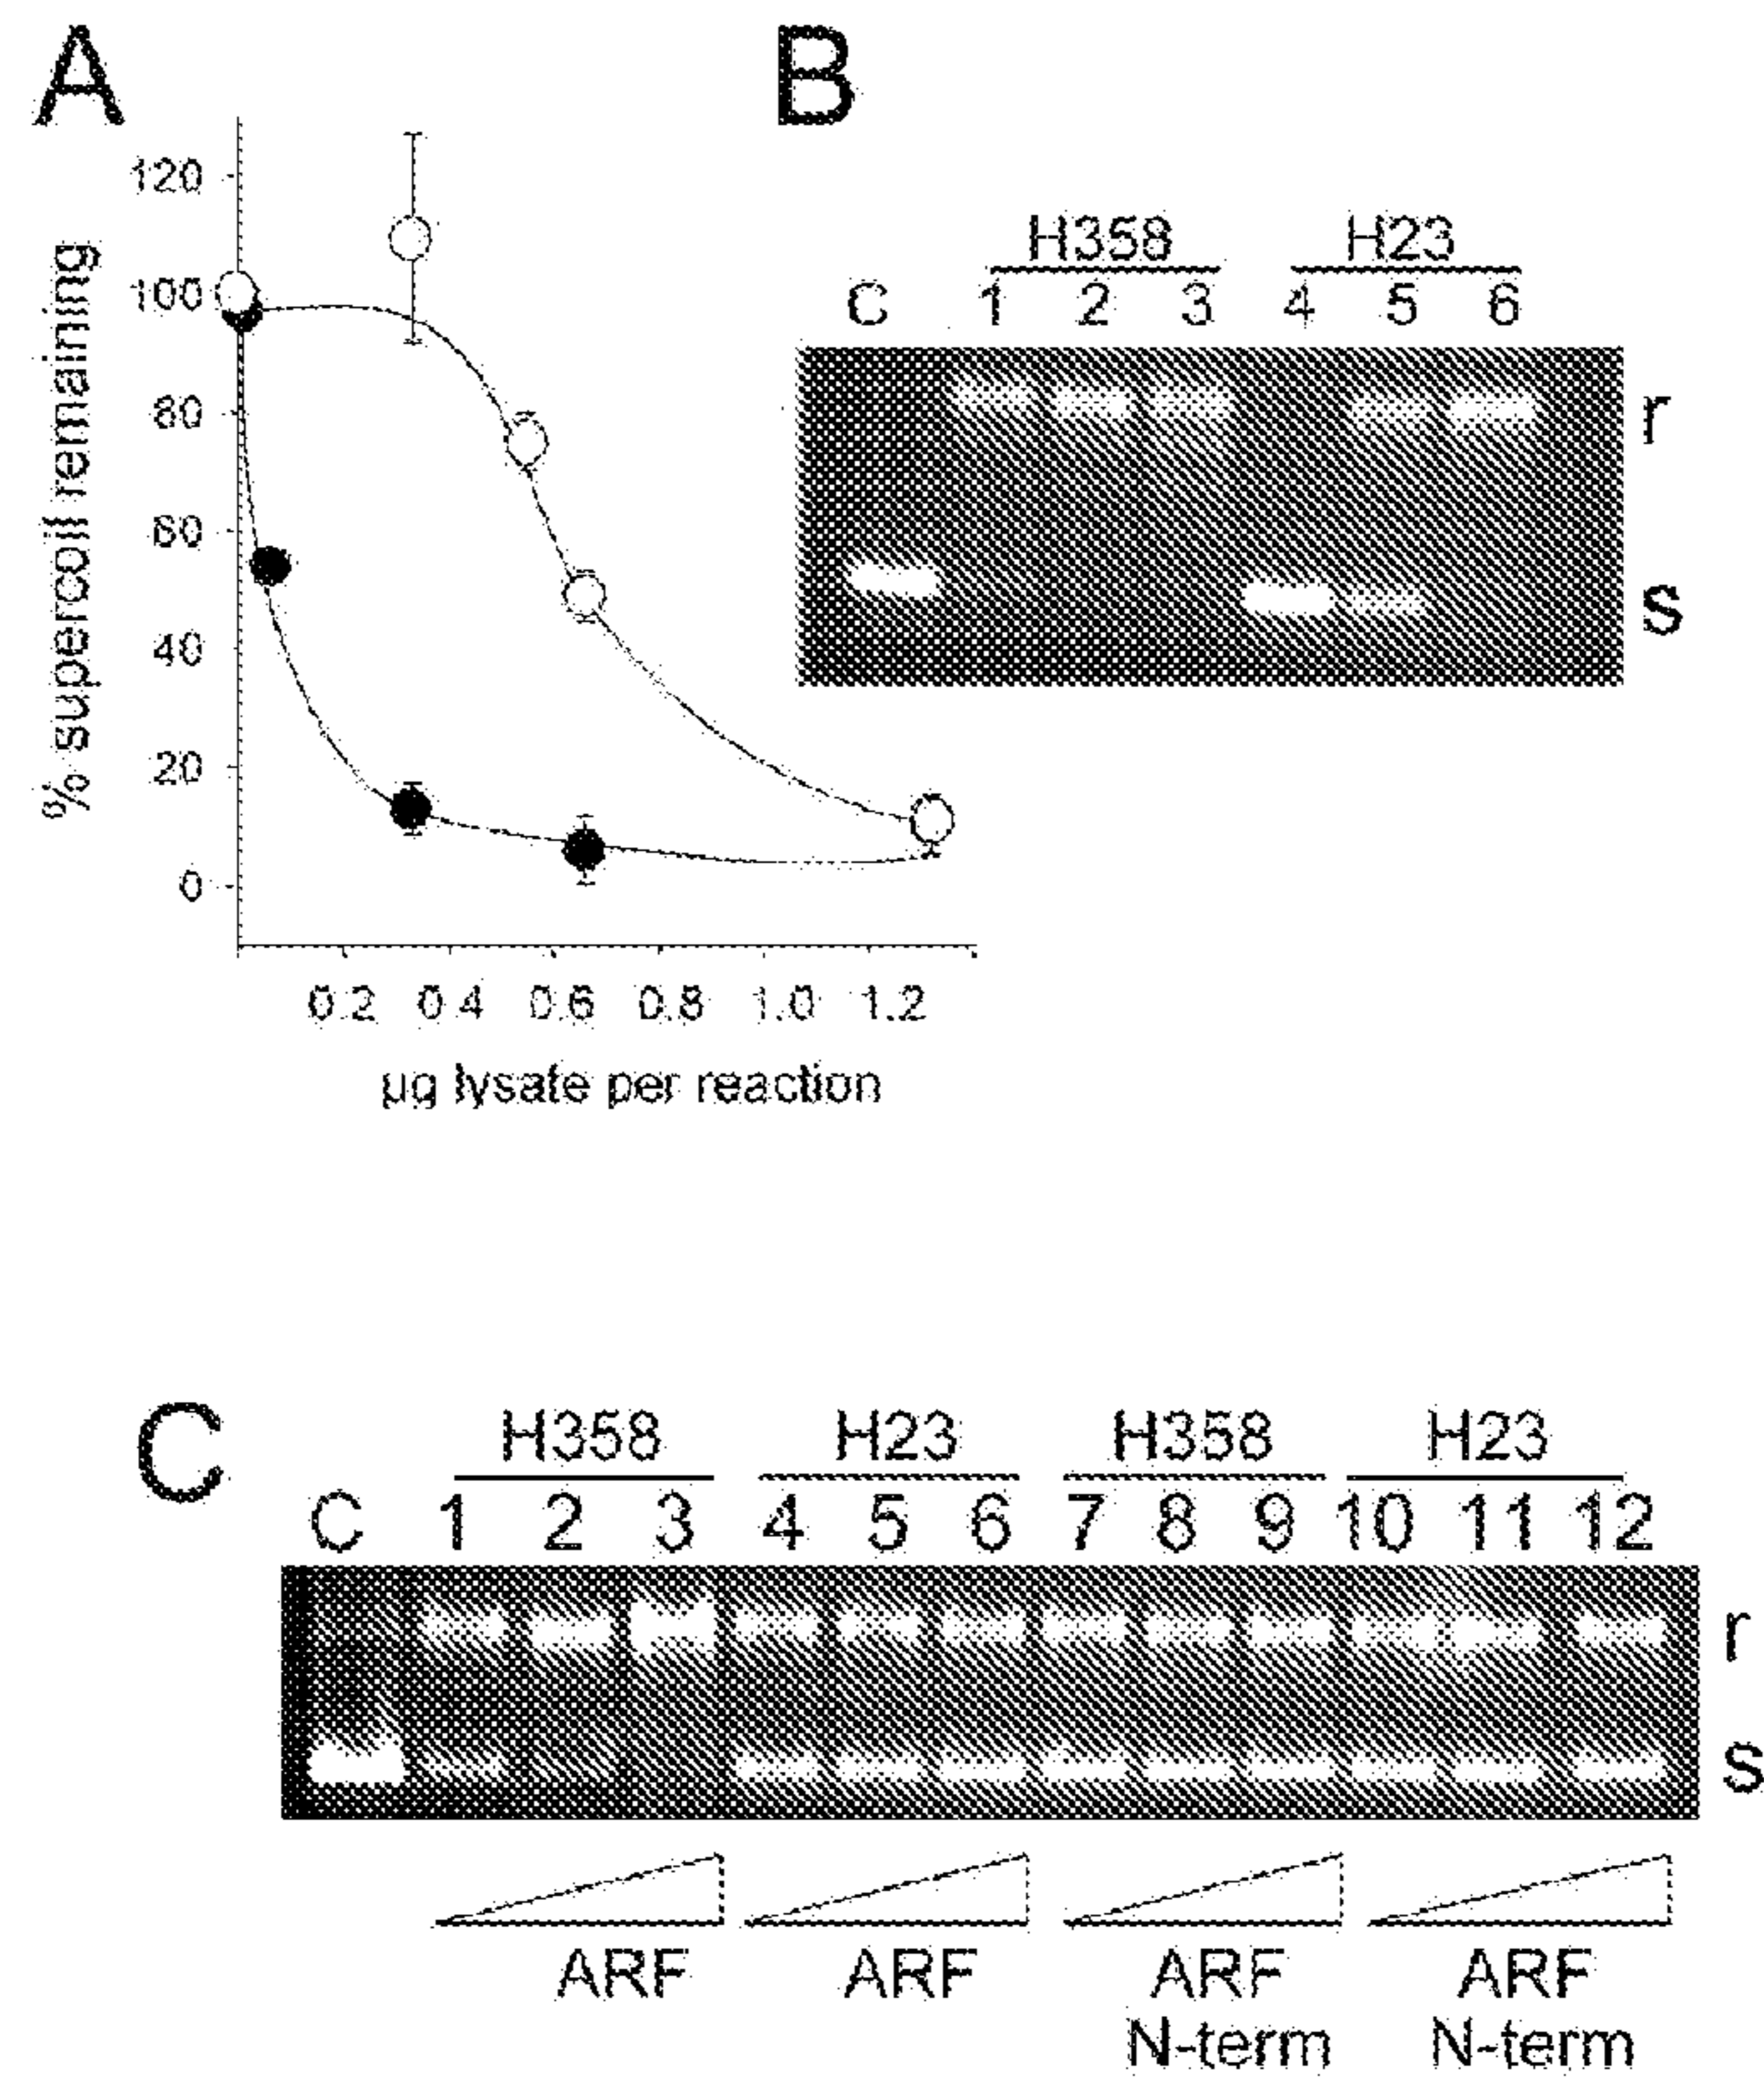 A
% supercoil remaining
120
100
80
60
40
20
0
0.2 0.4 0.6 0.8 1.0 1.2
µg lysate per reaction
B
H358 H23
C 1 2 3 4 5 6
r
s
C
H358 H23 H358 H23
C 1 2 3 4 5 6 7 8 9 10 11 12
r
s
ARF ARF ARF ARF
N-term N-term